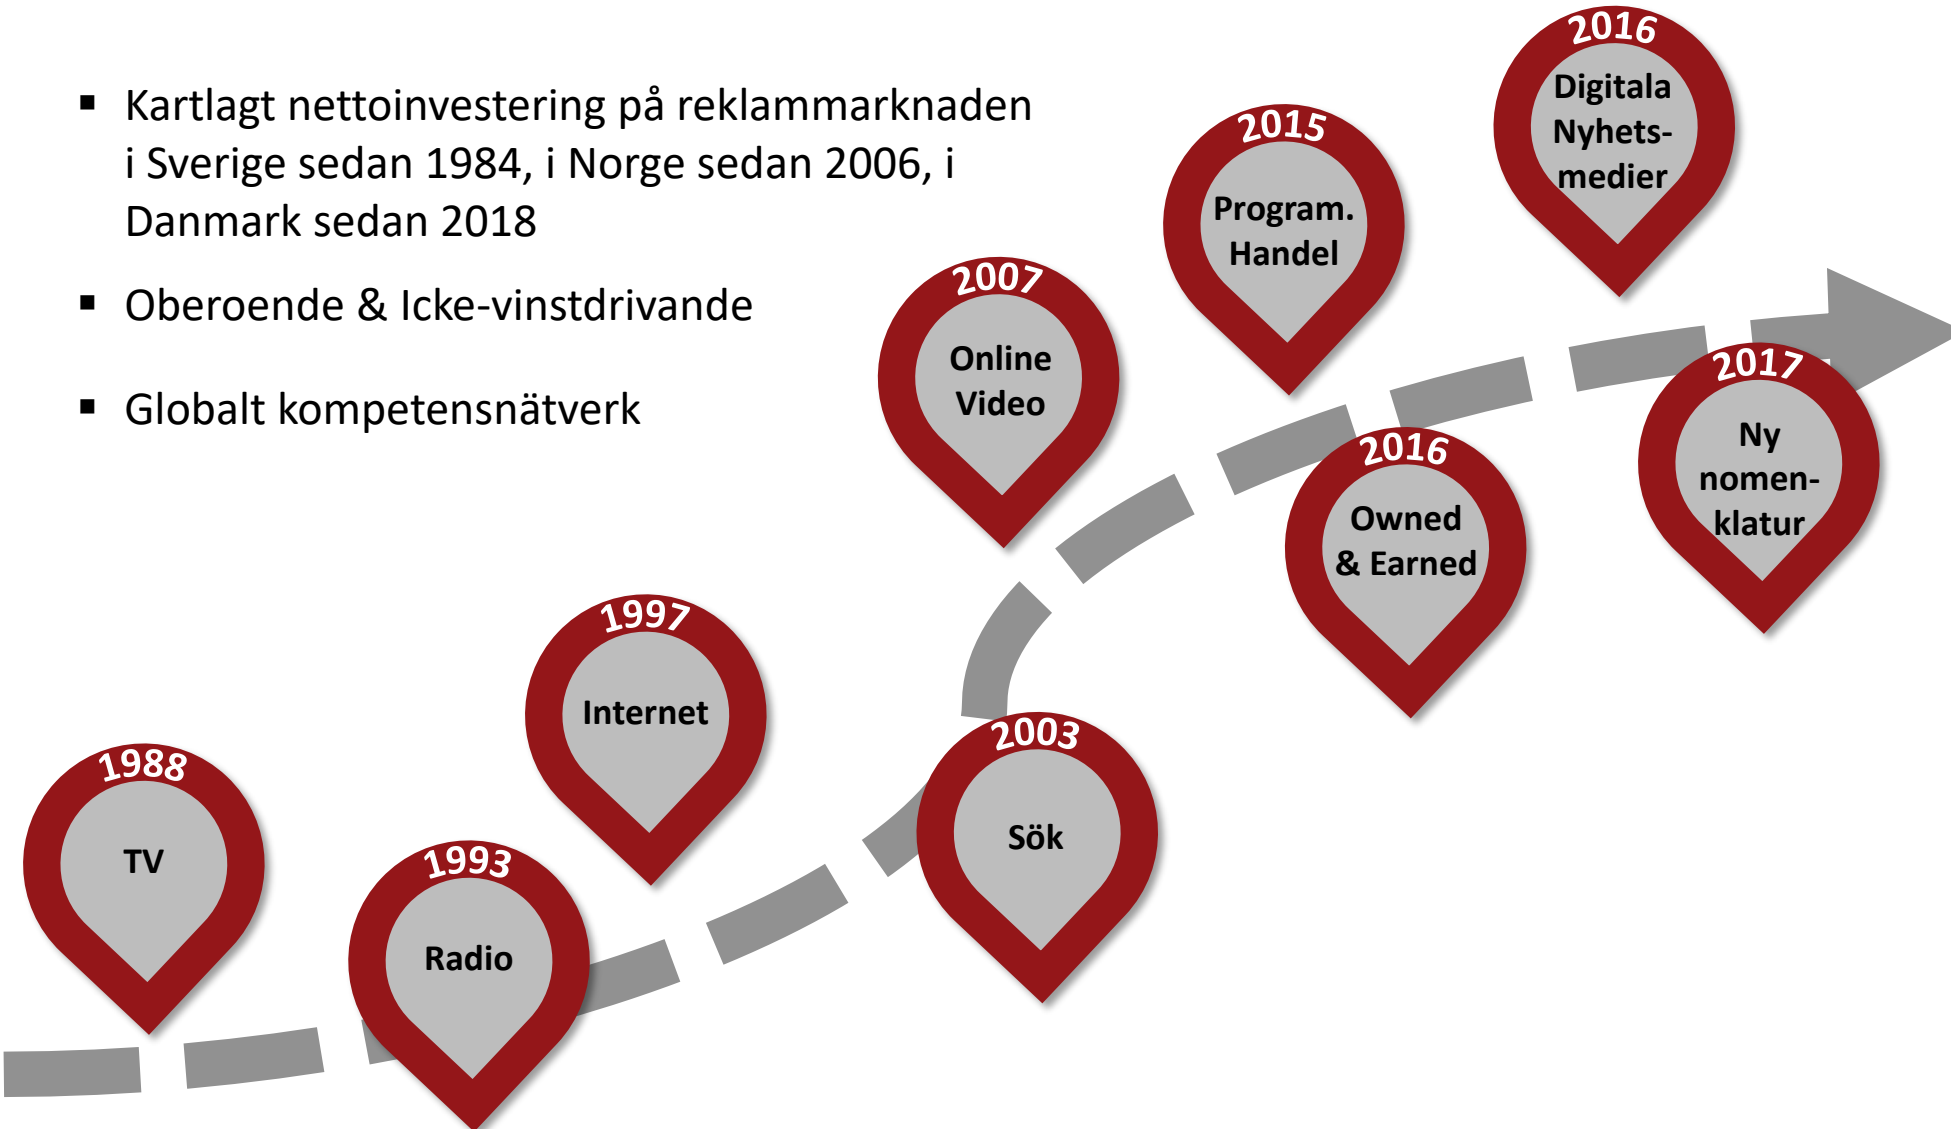 ▪ Kartlagt nettoinvestering på reklammarknaden
i Sverige sedan 1984, i Norge sedan 2006, i
Danmark sedan 2018
▪ Oberoende & Icke-vinstdrivande
▪ Globalt kompetensnätverk
1988
TV
1993
Radio
1997
Internet
2003
Sök
2007
Online
Video
2015
Program.
Handel
2016
Owned
& Earned
2016
Digitala
Nyhets-
medier
2017
Ny
nomen-
klatur